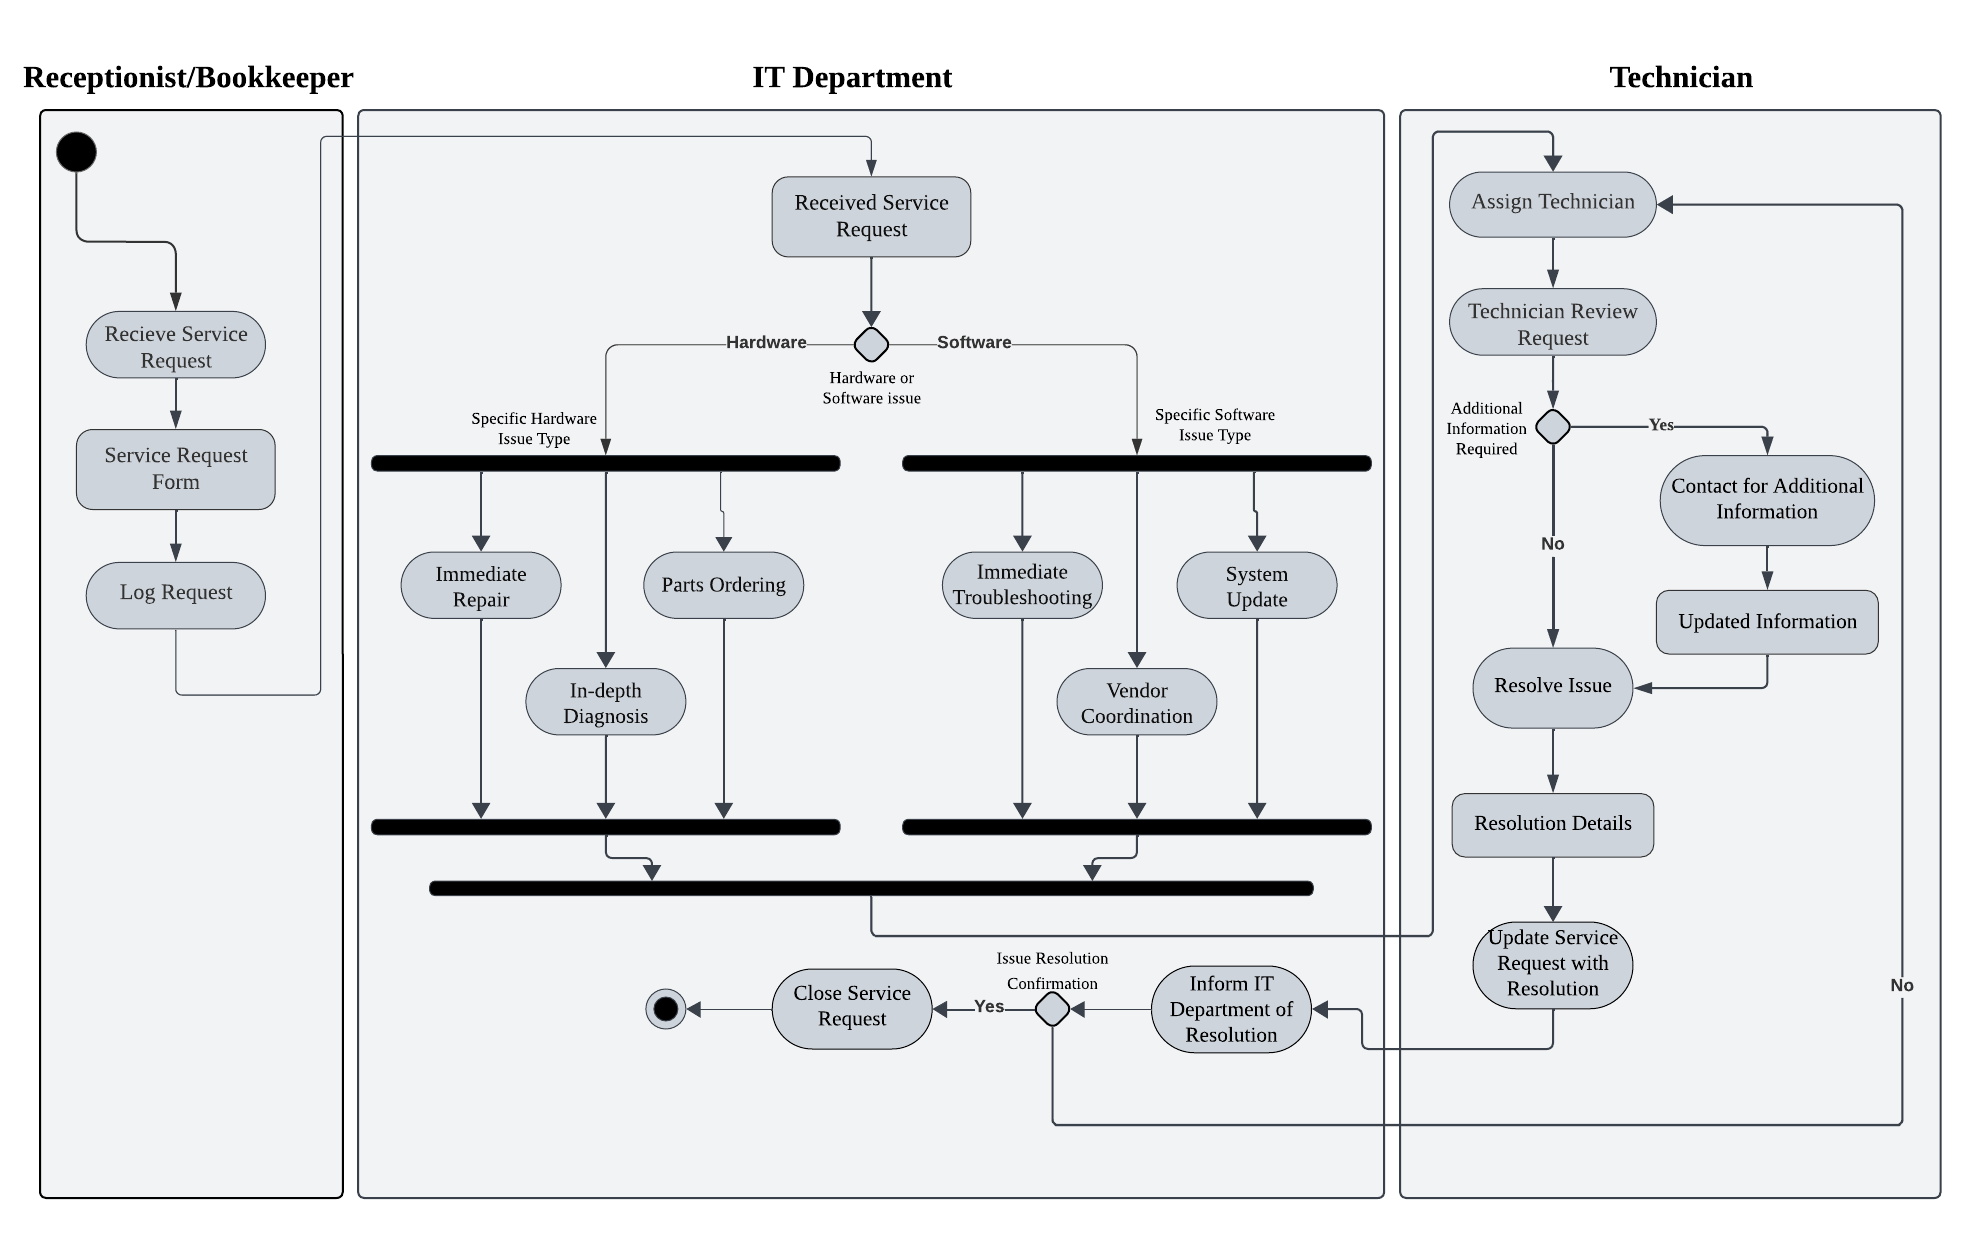 Receptionist/Bookkeeper
IT Department
Technician
Recieve Service
Request
Service Request
Form
Log Request
Received Service
Request
Hardware
Software
Hardware or
Software issue
Specific Hardware
Issue Type
Specific Software
Issue Type
Immediate
Repair
Parts Ordering
In-depth
Diagnosis
Immediate
Troubleshooting
System
Update
Vendor
Coordination
Issue Resolution
Confirmation
Close Service
Request
Yes
Inform IT
Department of
Resolution
Assign Technician
Technician Review
Request
Additional
Information
Required
Yes
Contact for Additional
Information
No
Updated Information
Resolve Issue
Resolution Details
Update Service
Request with
Resolution
No